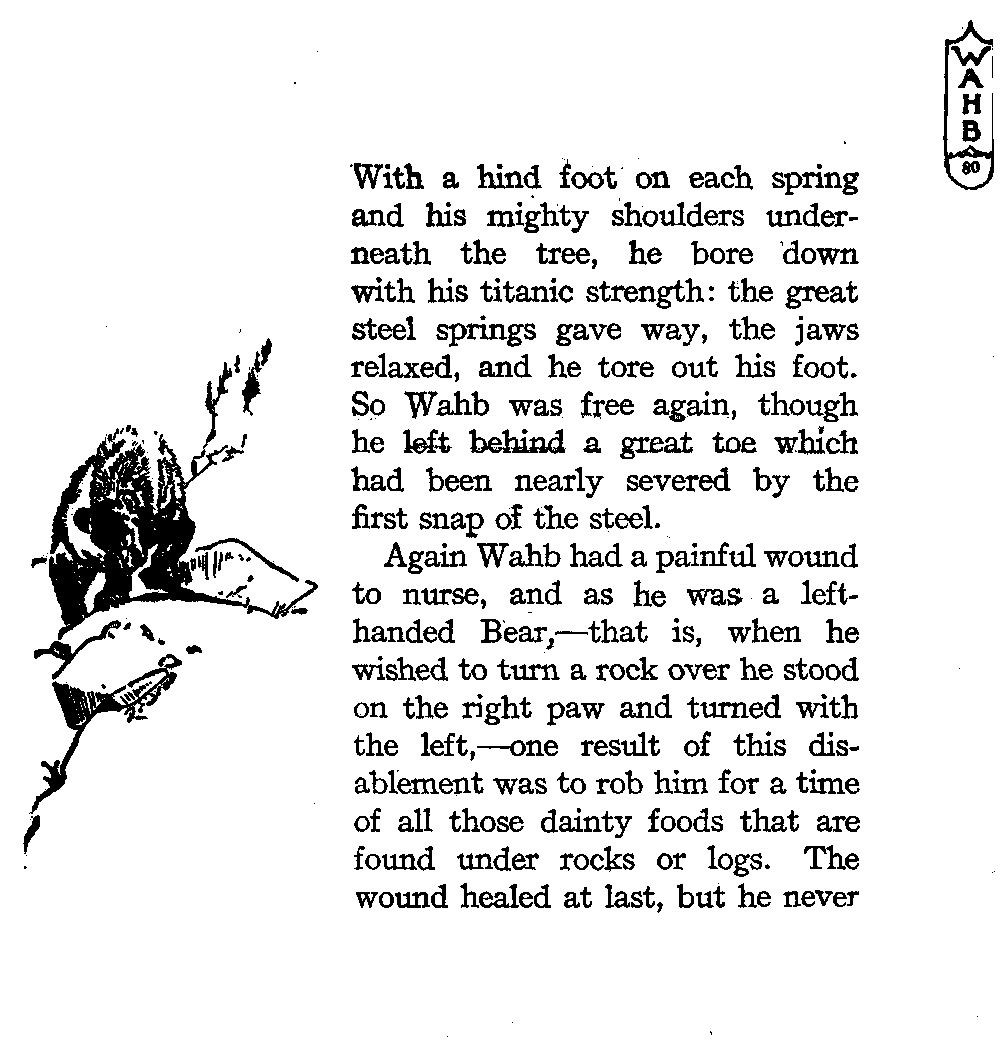 WAHB
80
With a hind foot on each spring
and his mighty shoulders under-
neath the tree, he bore down
with his titanic strength: the great
steel springs gave way, the jaws
relaxed, and he tore out his foot.
So Wahb was free again, though
he left behind a great toe which
had been nearly severed by the
first snap of the steel.
Again Wahb had a painful wound
to nurse, and as he was a left-
handed Bear,—that is, when he
wished to turn a rock over he stood
on the right paw and turned with
the left,—one result of this dis-
ablement was to rob him for a time
of all those dainty foods that are
found under rocks or logs. The
wound healed at last, but he never